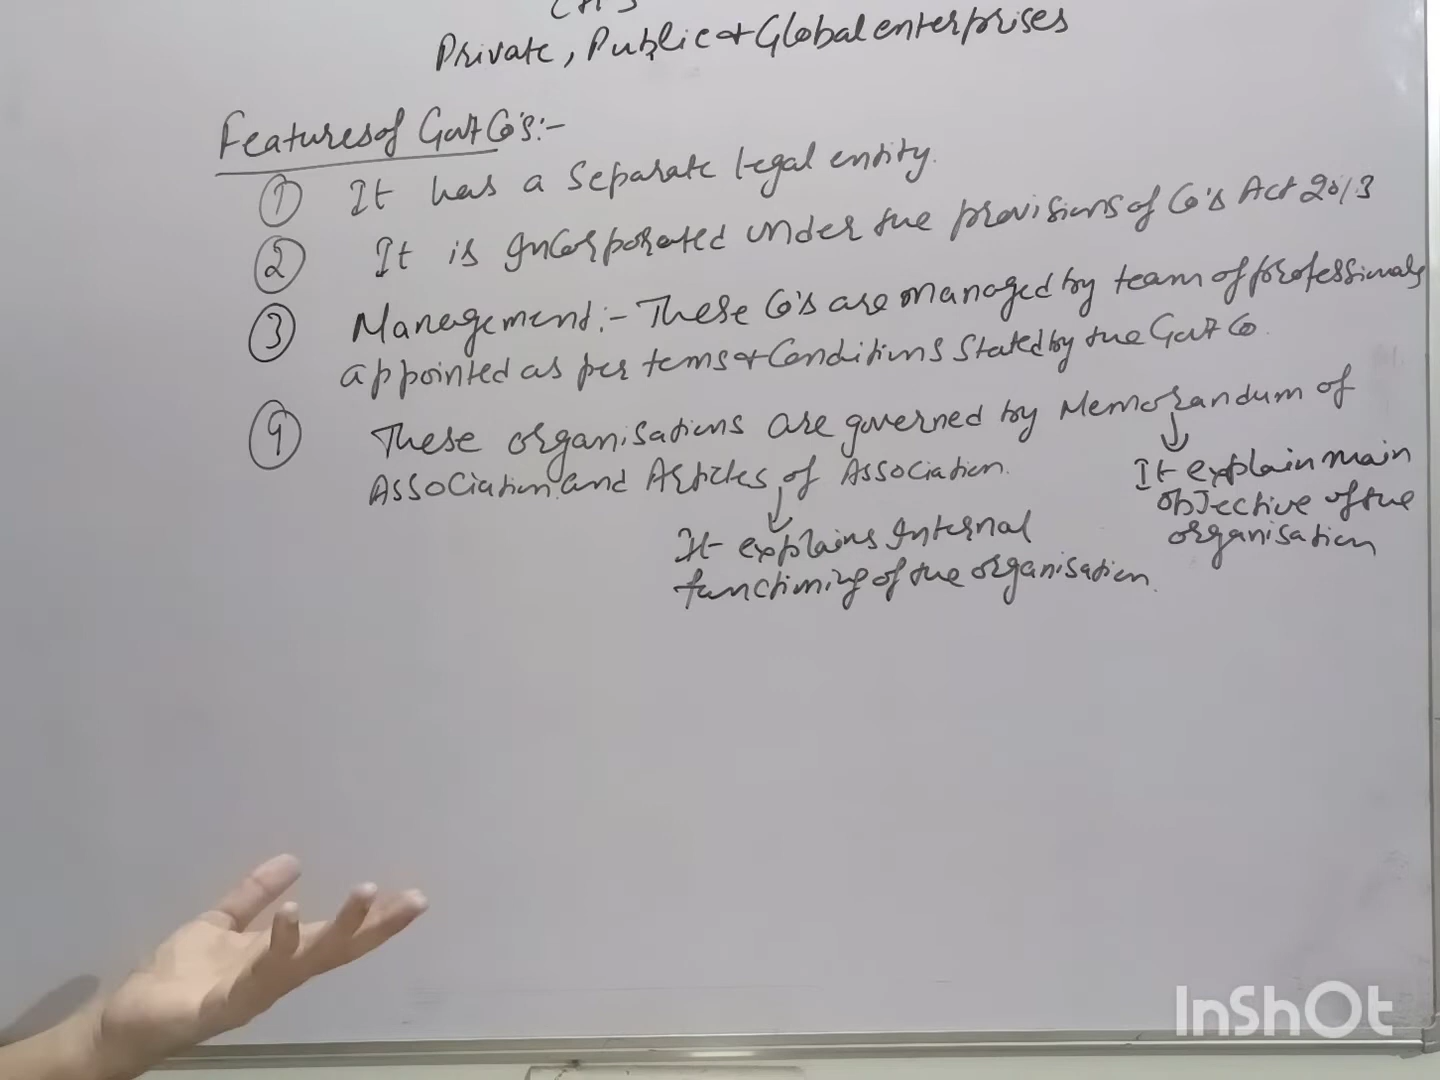 Private, Public & Global enterprises
Features of Govt Co's:-
① It has a separate legal entity.
② It is Incorporated under the provisions of Co's Act 2013
③ Management:- These Co's are managed by team of professionals
appointed as per tems & Conditions Stated by the Govt Co.
④ These organisations are governed by Memorandum of
Association and Articles of Association.
It explain main
objective of the
organisation
It explains Internal
functioning of the organisation.
InShOt